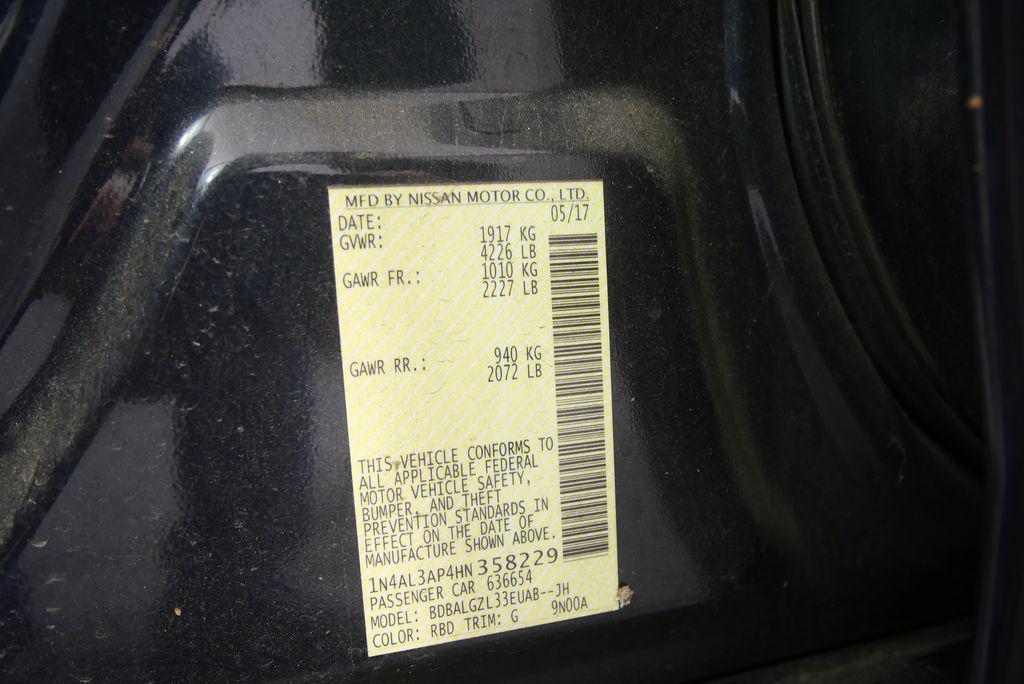 MFD BY NISSAN MOTOR CO., LTD.
DATE: 05/17
GVWR: 1917 KG
4226 LB
GAWR FR.: 1010 KG
2227 LB
GAWR RR.: 940 KG
2072 LB
THIS VEHICLE CONFORMS TO
ALL APPLICABLE FEDERAL
MOTOR VEHICLE SAFETY,
BUMPER, AND THEFT
PREVENTION STANDARDS IN
EFFECT ON THE DATE OF
MANUFACTURE SHOWN ABOVE.
1N4AL3AP4HN358229
PASSENGER CAR 636654
MODEL: BDBALGZL33EUAB--JH
COLOR: RBD TRIM: G 9N00A